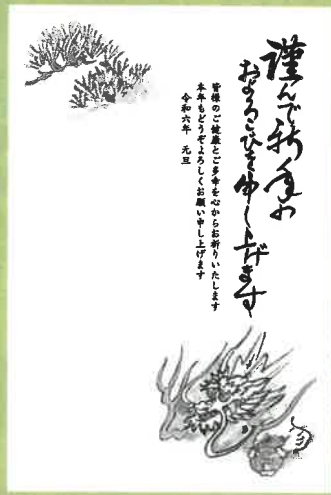 謹んで新年の
およろこびを申し上げます
皆様のご健康とご多幸を心からお祈りいたします
本年もどうぞよろしくお願い申し上げます
令和六年 元旦